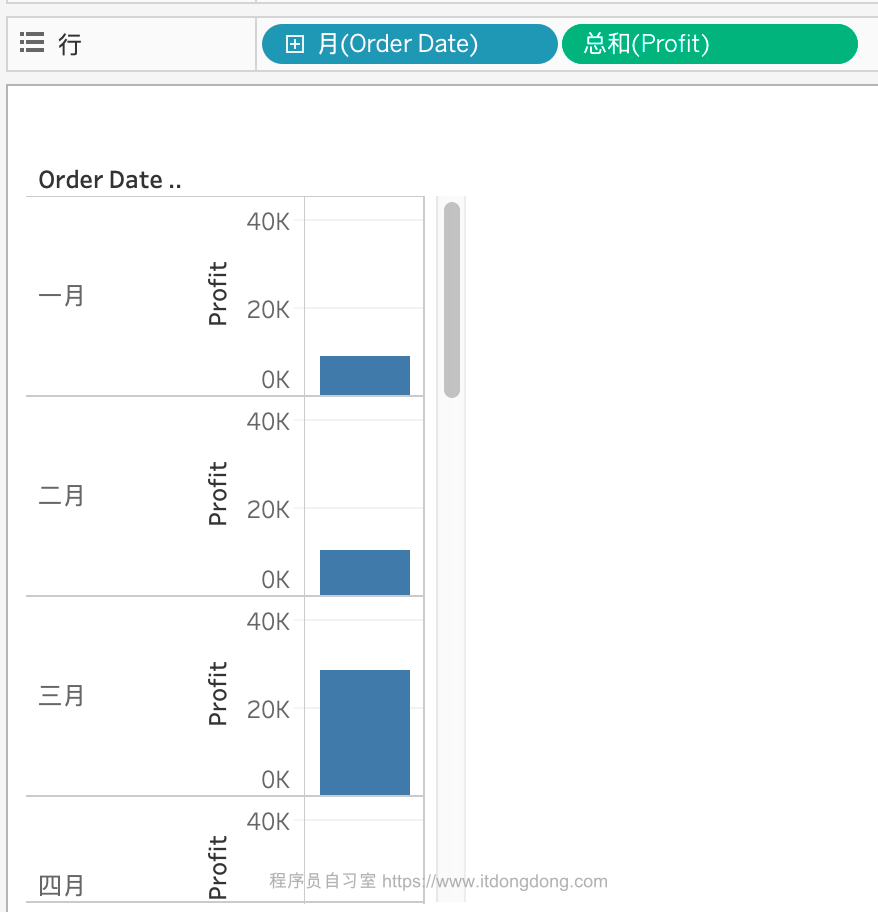 行
月(Order Date)
总和(Profit)
Order Date ..
40K
一月
Profit
20K
0K
40K
二月
Profit
20K
0K
40K
三月
Profit
20K
0K
40K
四月
Profit
程序员自习室 https://www.itdongdong.com